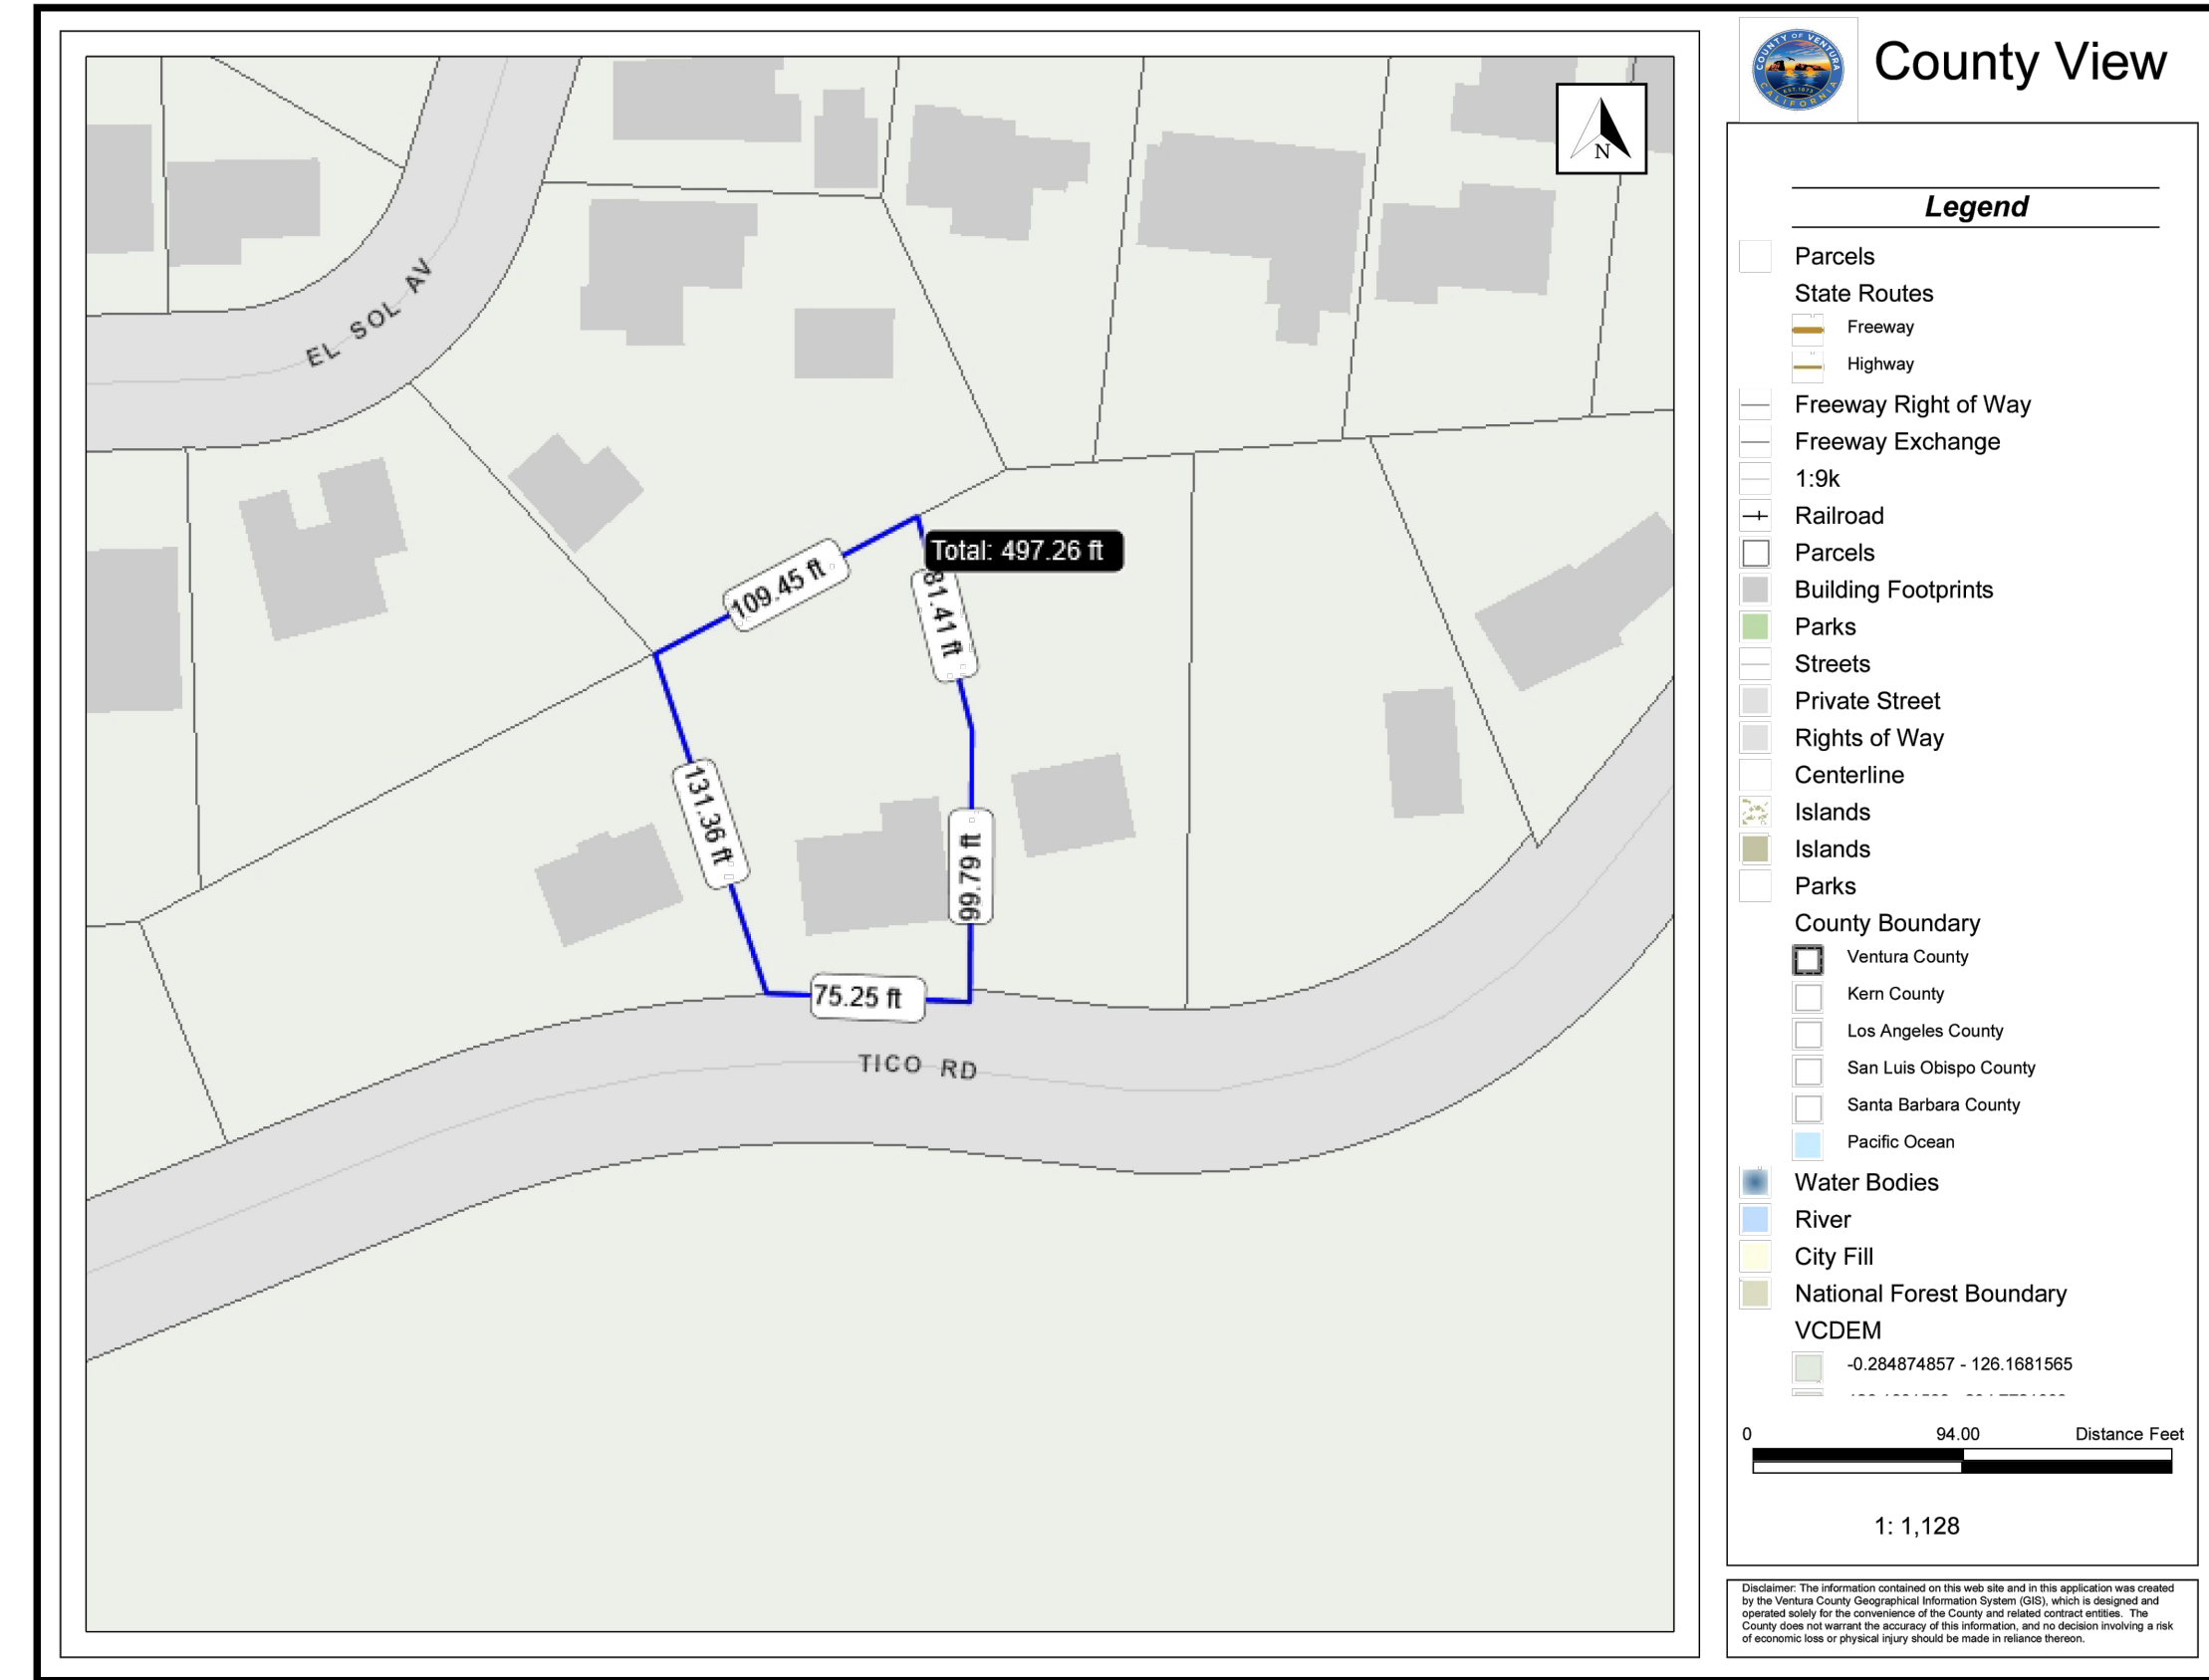 County View
COUNTY OF VENTURA
EST. 1873
CALIFORNIA
N
EL SOL AV
Total: 497.26 ft
109.45 ft
81.41 ft
131.36 ft
99.79 ft
75.25 ft
TICO RD
Legend
Parcels
State Routes
Freeway
Highway
Freeway Right of Way
Freeway Exchange
1:9k
Railroad
Parcels
Building Footprints
Parks
Streets
Private Street
Rights of Way
Centerline
Islands
Islands
Parks
County Boundary
Ventura County
Kern County
Los Angeles County
San Luis Obispo County
Santa Barbara County
Pacific Ocean
Water Bodies
River
City Fill
National Forest Boundary
VCDEM
-0.284874857 - 126.1681565
0 94.00 Distance Feet
1: 1,128
Disclaimer: The information contained on this web site and in this application was created
by the Ventura County Geographical Information System (GIS), which is designed and
operated solely for the convenience of the County and related contract entities. The
County does not warrant the accuracy of this information, and no decision involving a risk
of economic loss or physical injury should be made in reliance thereon.